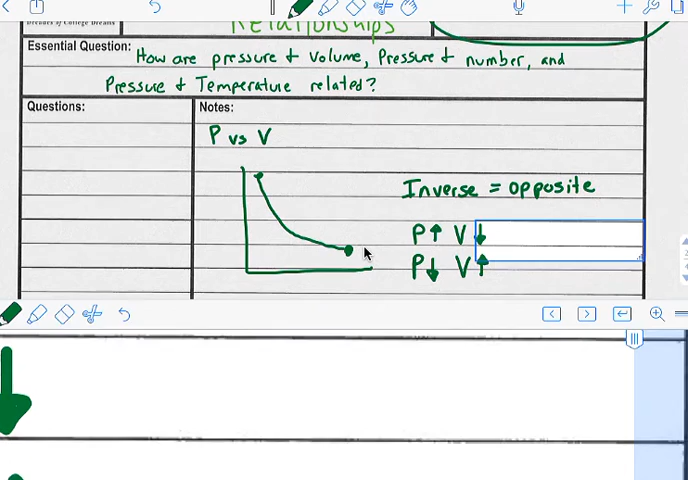 Relationships
Essential Question: How are pressure & Volume, Pressure & number, and
Pressure & Temperature related?
Questions:
Notes:
P vs V
Inverse = opposite
P↑ V↓
P↓ V↑